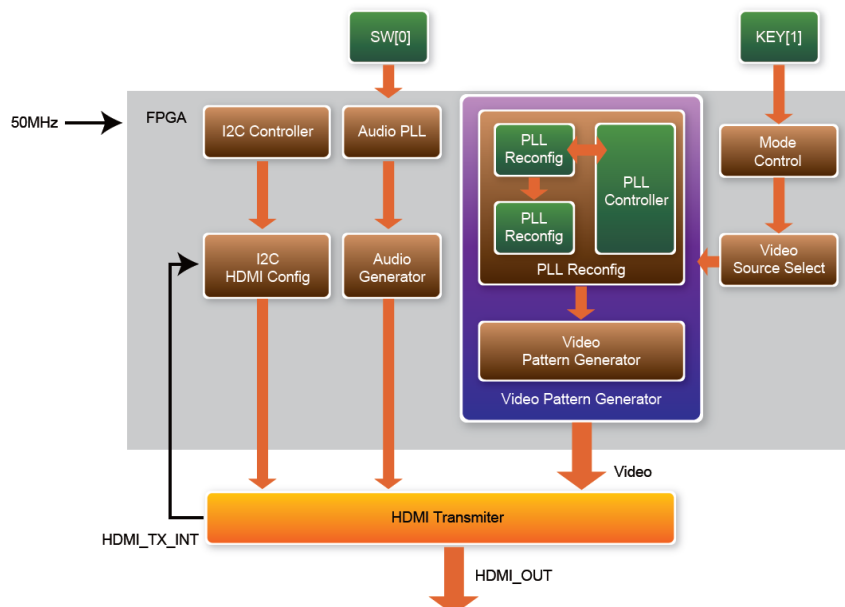 SW[0]
KEY[1]
50MHz
FPGA
I2C Controller
Audio PLL
PLL
Reconfig
PLL
Controller
Mode
Control
PLL
Reconfig
I2C
HDMI Config
Audio
Generator
PLL Reconfig
Video
Source Select
Video
Pattern Generator
Video Pattern Generator
Video
HDMI Transmiter
HDMI_TX_INT
HDMI_OUT